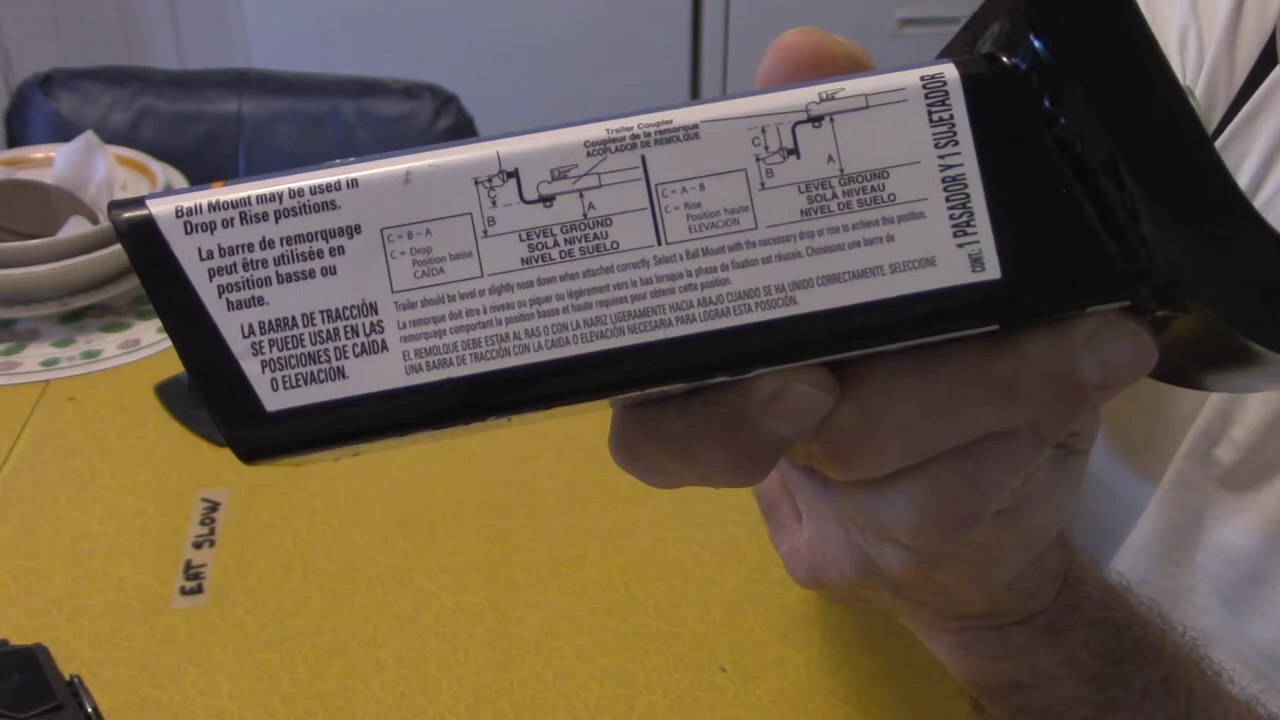 Ball Mount may be used in
Drop or Rise positions.
La barre de remorquage
peut être utilisée en
position basse ou
haute.
LA BARRA DE TRACCIÓN
SE PUEDE USAR EN LAS
POSICIONES DE CAÍDA
O ELEVACIÓN.
C = B - A
C = Drop
Position basse
CAÍDA
C
B
A
Trailer Coupler
Coupleur de la remorque
ACOPLADOR DE REMOLQUE
LEVEL GROUND
SOLÀ NIVEAU
NIVEL DE SUELO
C = A - B
C = Rise
Position haute
ELEVACIÓN
C
B
A
LEVEL GROUND
SOLÀ NIVEAU
NIVEL DE SUELO
Trailer should be level or slightly nose down when attached correctly. Select a Ball Mount with the necessary drop or rise to achieve this position.
La remorque doit être à niveau ou piquer ou légèrement vers le bas lorsque la phase de fixation est réussie. Choisissez une barre de
remorquage comportant la position basse et haute requises pour obtenir cette position.
EL REMOLQUE DEBE ESTAR AL RAS O CON LA NARIZ LIGERAMENTE HACIA ABAJO CUANDO SE HA UNIDO CORRECTAMENTE. SELECCIONE
UNA BARRA DE TRACCIÓN CON LA CAIDA O ELEVACIÓN NECESARIA PARA LOGRAR ESTA POSOCIÓN.
CONT.: 1 PASADOR Y 1 SUJETADOR
EAT SLOW